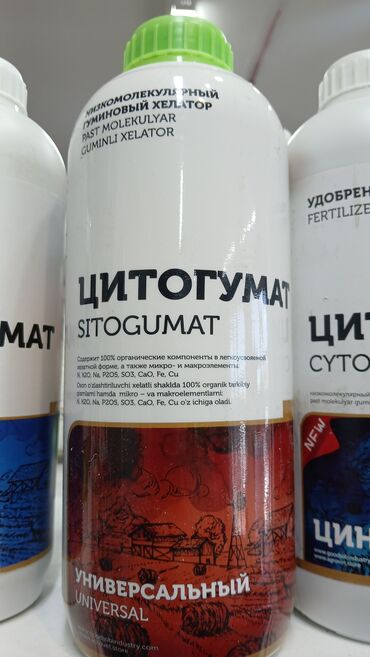 НИЗКОМОЛЕКУЛЯРНЫЙ
ГУМИНОВЫЙ ХЕЛАТОР
PAST MOLEKULYAR
GUMINLI XELATOR
ЦИТОГУМАТ
SITOGUMAT
Содержит 100% органические компоненты в легкоусвояемой
хелатной форме, а также микро- и макроэлементы:
N, K2O, Na, P2O5, SO3, CaO, Fe, Cu
Oson o'zlashtiriluvchi xelatli shaklda 100% organik tarkibiy
qismlarni hamda mikro – va makroelementlarni:
N, K2O, Na, P2O5, SO3, CaO, Fe, Cu o'z ichiga oladi.
УНИВЕРСАЛЬНЫЙ
UNIVERSAL
МАТ
УДОБРЕН
FERTILIZE
ЦИ
CYTO
NEW
ЦИН